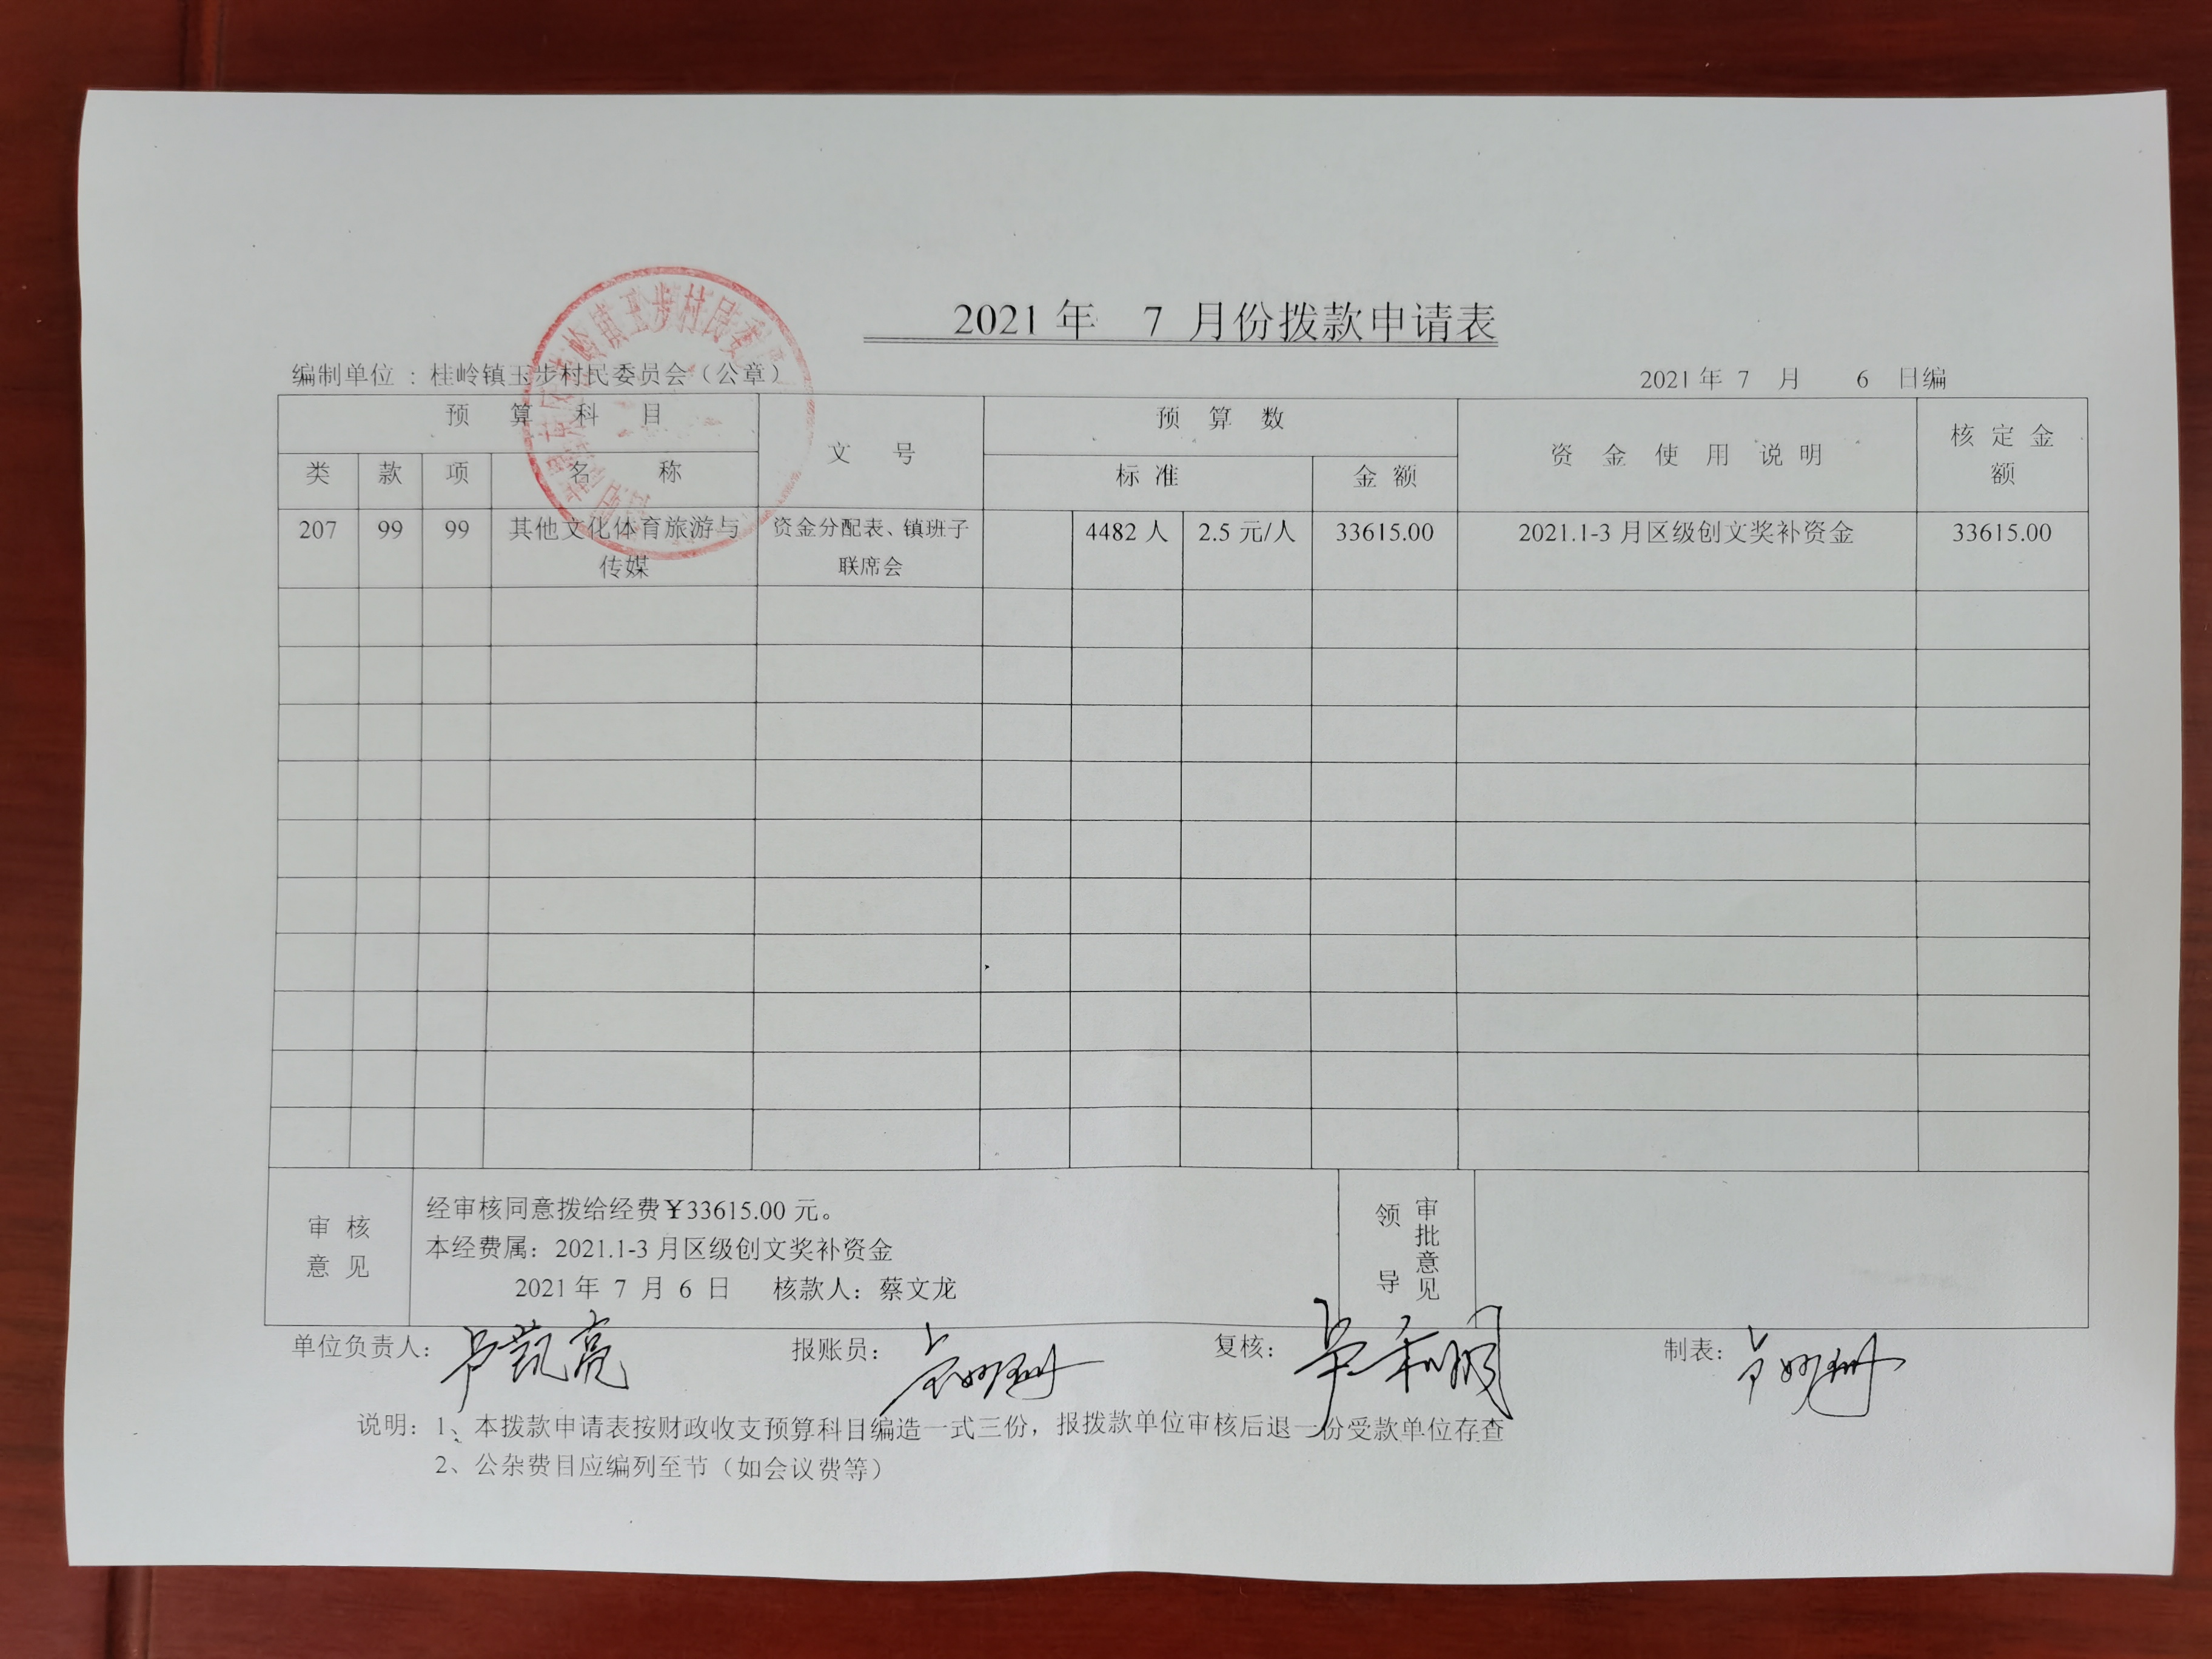 2021年 7 月份拨款申请表
编制单位:桂岭镇玉步村民委员会(公章)
2021年 7 月 6 日编
预算科目
文号
预算数
资金使用说明
核定金额
类 款 项 名称
标准 金额
207 99 99 其他文化体育旅游与传媒 资金分配表、镇班子联席会 4482人 2.5元/人 33615.00 2021.1-3月区级创文奖补资金 33615.00
审核意见
经审核同意拨给经费¥33615.00元。
本经费属:2021.1-3月区级创文奖补资金
2021年 7 月 6 日 核款人:蔡文龙
领导审批意见
单位负责人:卢凯亮 报账员: 复核: 制表:
说明:1、本拨款申请表按财政收支预算科目编造一式三份,报拨款单位审核后退一份受款单位存查
2、公杂费目应编列至节(如会议费等)